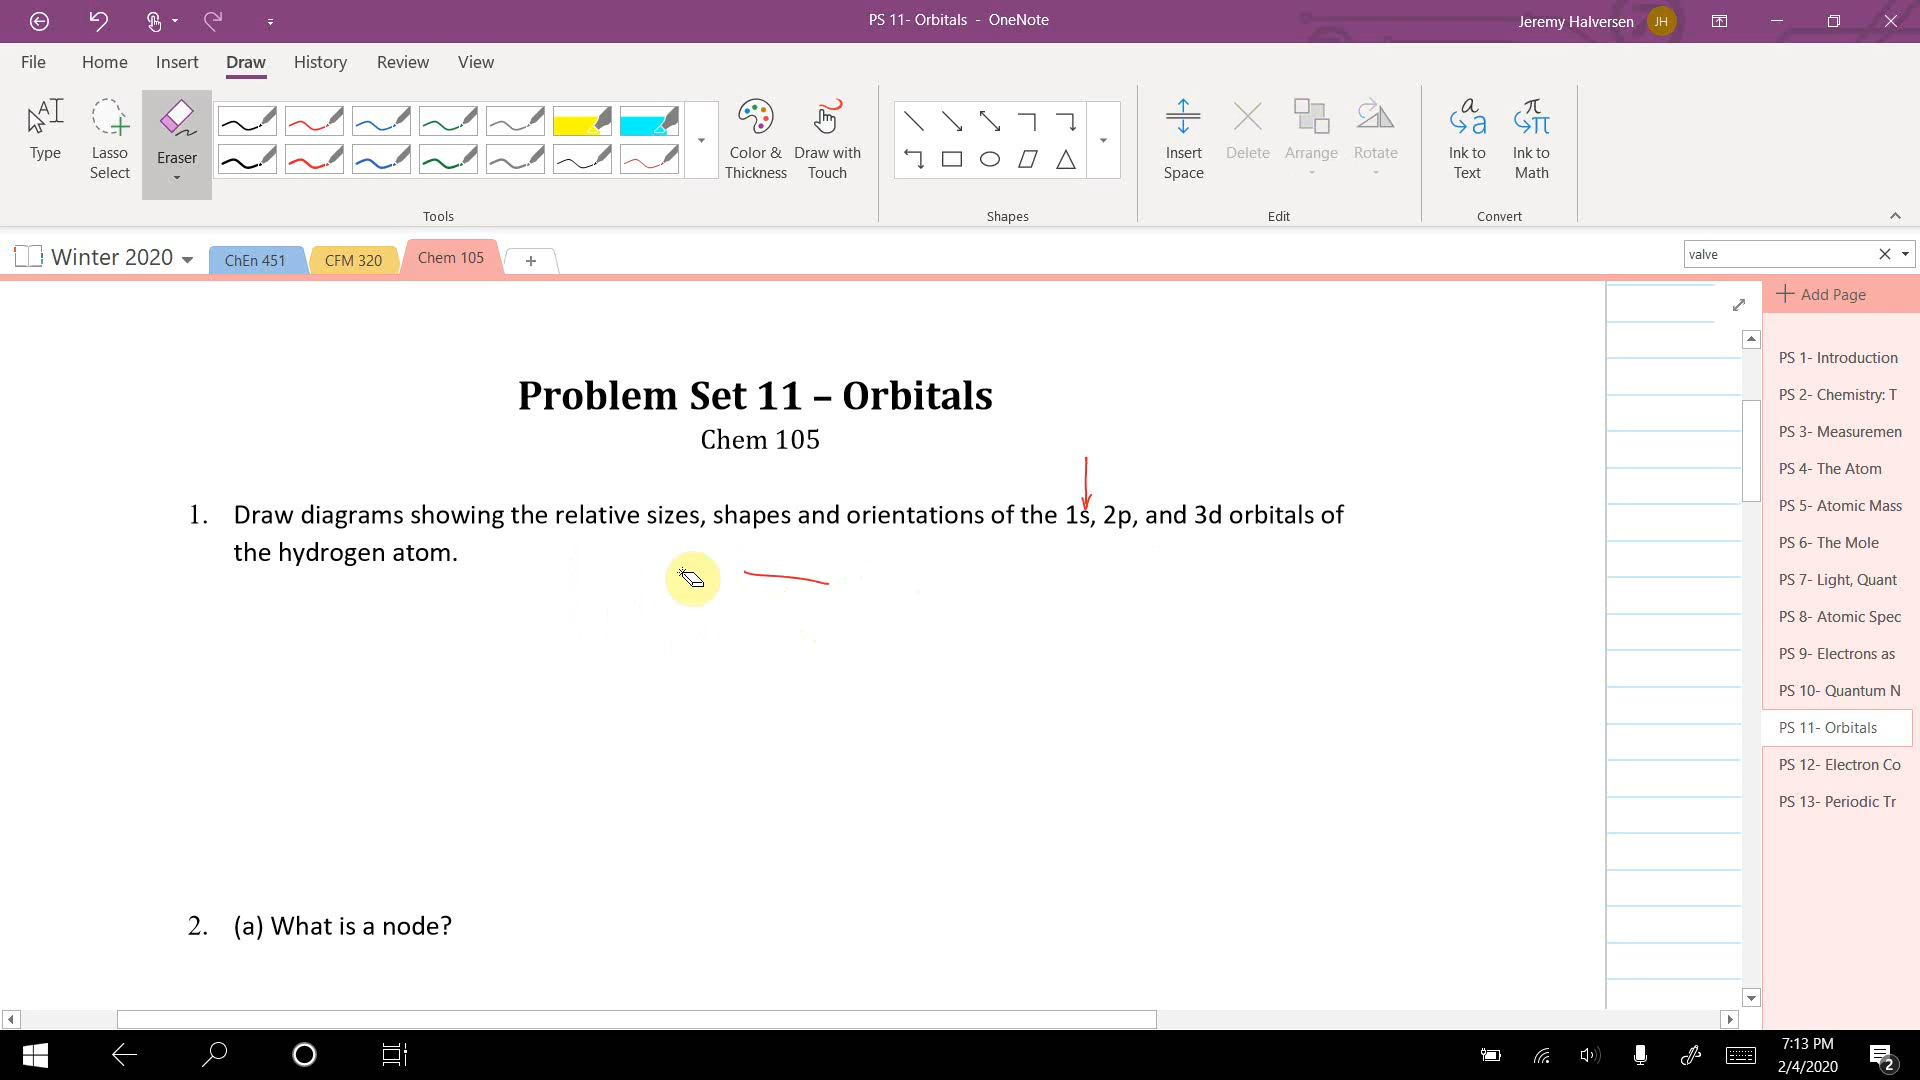 PS 11- Orbitals - OneNote
Jeremy Halversen
JH
File Home Insert Draw History Review View
Type
Lasso Select
Eraser
Color & Thickness
Draw with Touch
Insert Space
Delete
Arrange
Rotate
Ink to Text
Ink to Math
Tools
Shapes
Edit
Convert
Winter 2020
ChEn 451
CFM 320
Chem 105
valve
Add Page
PS 1- Introduction
PS 2- Chemistry: T
PS 3- Measuremen
PS 4- The Atom
PS 5- Atomic Mass
PS 6- The Mole
PS 7- Light, Quant
PS 8- Atomic Spec
PS 9- Electrons as
PS 10- Quantum N
PS 11- Orbitals
PS 12- Electron Co
PS 13- Periodic Tr
Problem Set 11 – Orbitals
Chem 105
1. Draw diagrams showing the relative sizes, shapes and orientations of the 1s, 2p, and 3d orbitals of
the hydrogen atom.
2. (a) What is a node?
7:13 PM
2/4/2020
2